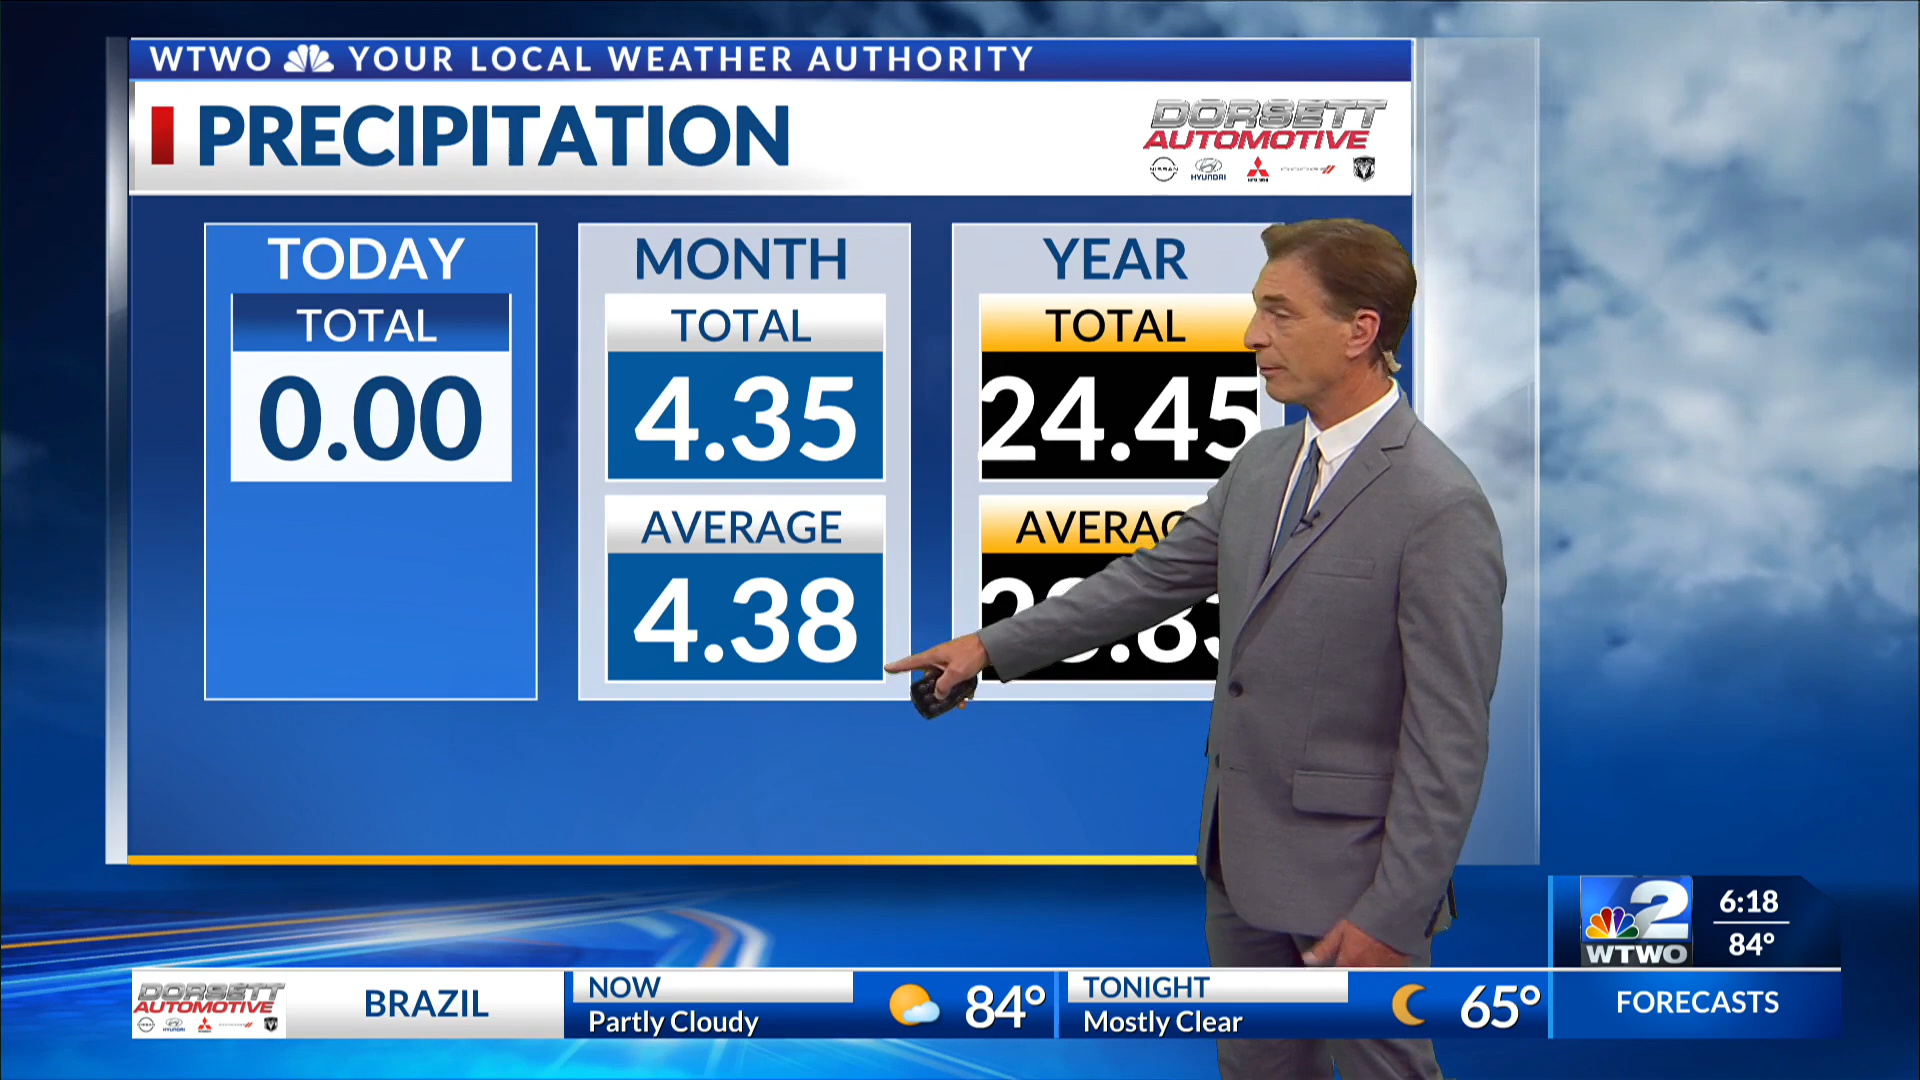 WTWO YOUR LOCAL WEATHER AUTHORITY
PRECIPITATION
DORSETT
AUTOMOTIVE
NISSAN HYUNDAI
TODAY
TOTAL
0.00
MONTH
TOTAL
4.35
AVERAGE
4.38
YEAR
TOTAL
24.45
2
WTWO
6:18
84°
DORSETT
AUTOMOTIVE
BRAZIL
NOW
Partly Cloudy
84°
TONIGHT
Mostly Clear
65°
FORECASTS